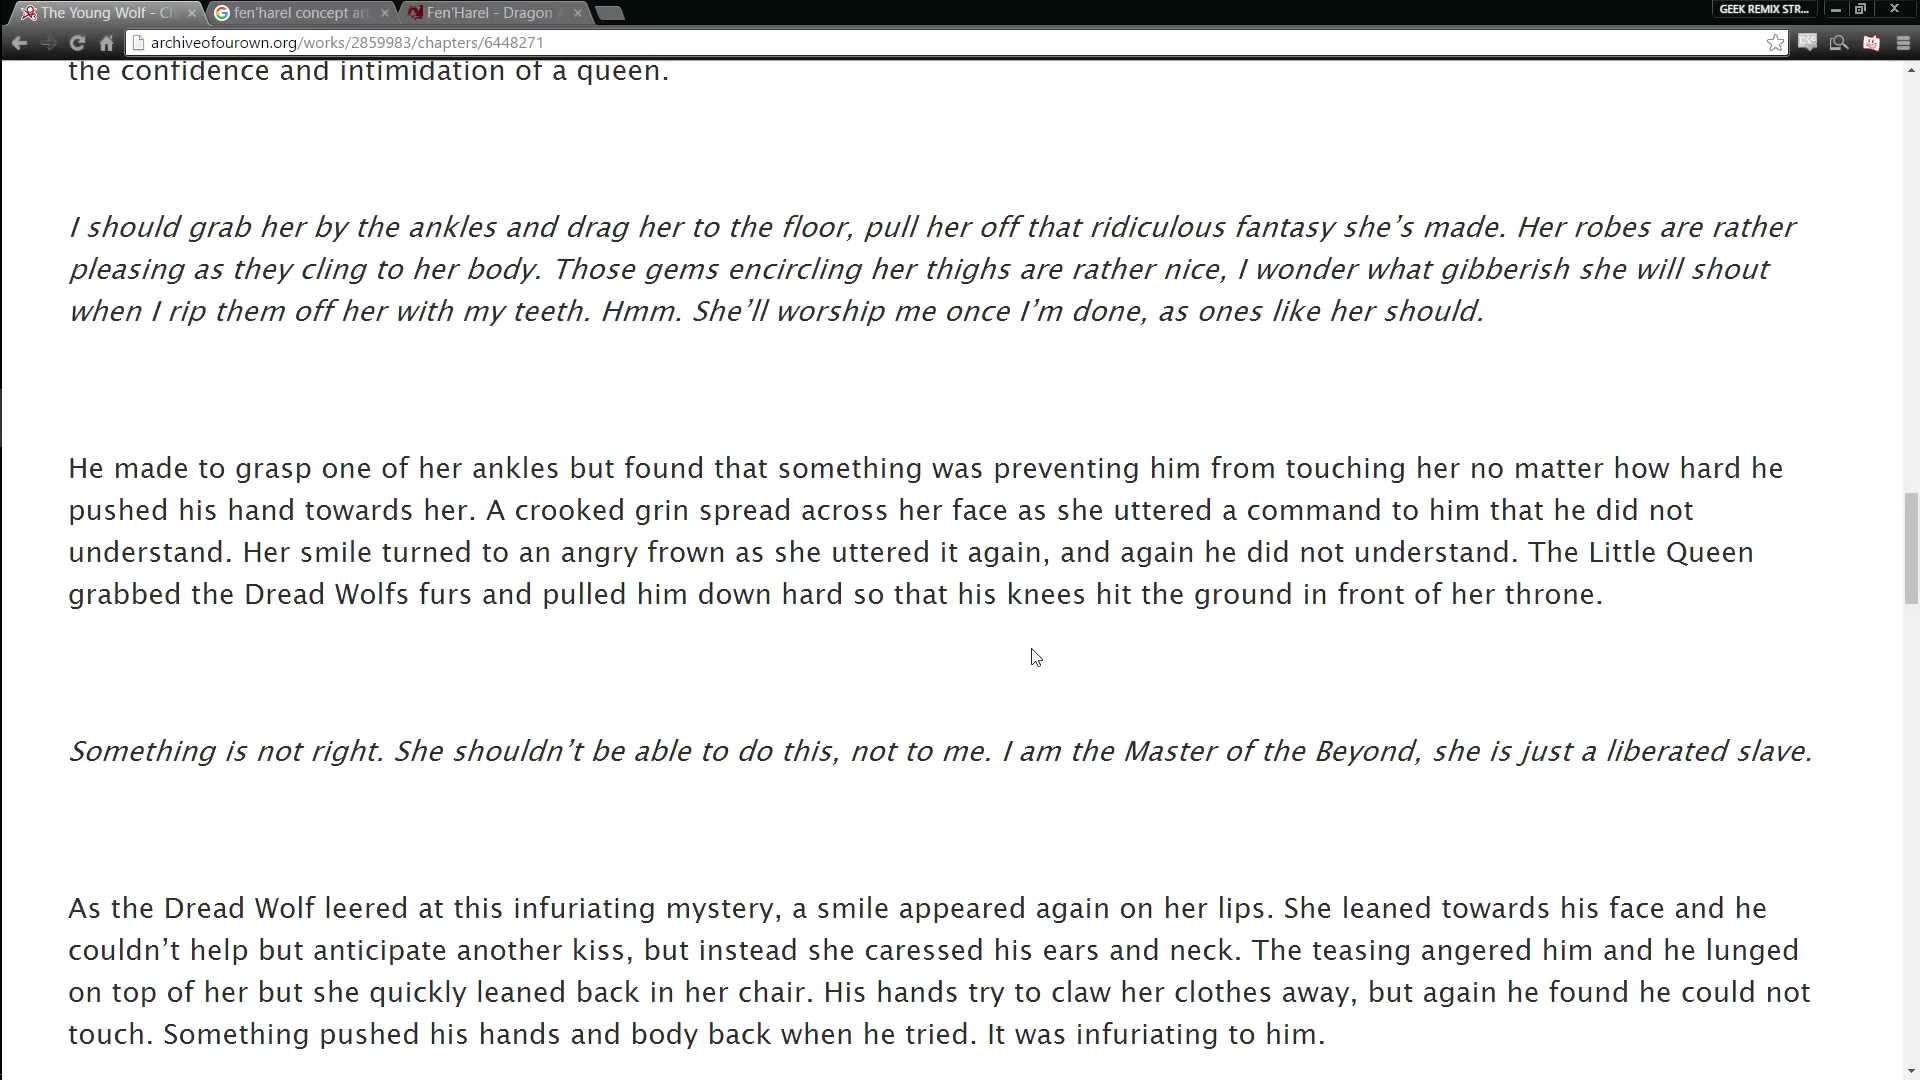 The Young Wolf - C
fen'harel concept ar
Fen'Harel - Dragon
GEEK REMIX STR...
archiveofourown.org/works/2859983/chapters/6448271
the confidence and intimidation of a queen.
I should grab her by the ankles and drag her to the floor, pull her off that ridiculous fantasy she’s made. Her robes are rather
pleasing as they cling to her body. Those gems encircling her thighs are rather nice, I wonder what gibberish she will shout
when I rip them off her with my teeth. Hmm. She’ll worship me once I’m done, as ones like her should.
He made to grasp one of her ankles but found that something was preventing him from touching her no matter how hard he
pushed his hand towards her. A crooked grin spread across her face as she uttered a command to him that he did not
understand. Her smile turned to an angry frown as she uttered it again, and again he did not understand. The Little Queen
grabbed the Dread Wolfs furs and pulled him down hard so that his knees hit the ground in front of her throne.
Something is not right. She shouldn’t be able to do this, not to me. I am the Master of the Beyond, she is just a liberated slave.
As the Dread Wolf leered at this infuriating mystery, a smile appeared again on her lips. She leaned towards his face and he
couldn’t help but anticipate another kiss, but instead she caressed his ears and neck. The teasing angered him and he lunged
on top of her but she quickly leaned back in her chair. His hands try to claw her clothes away, but again he found he could not
touch. Something pushed his hands and body back when he tried. It was infuriating to him.